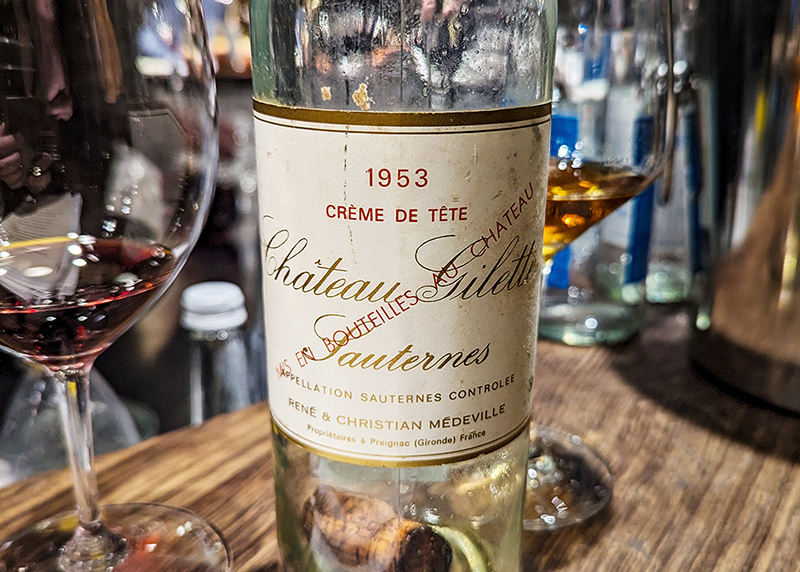 1953
CRÈME DE TÊTE
Château Gilette
MIS EN BOUTEILLES AU CHATEAU
Sauternes
APPELLATION SAUTERNES CONTROLEE
RENÉ & CHRISTIAN MÉDEVILLE
Propriétaires à Preignac (Gironde) France